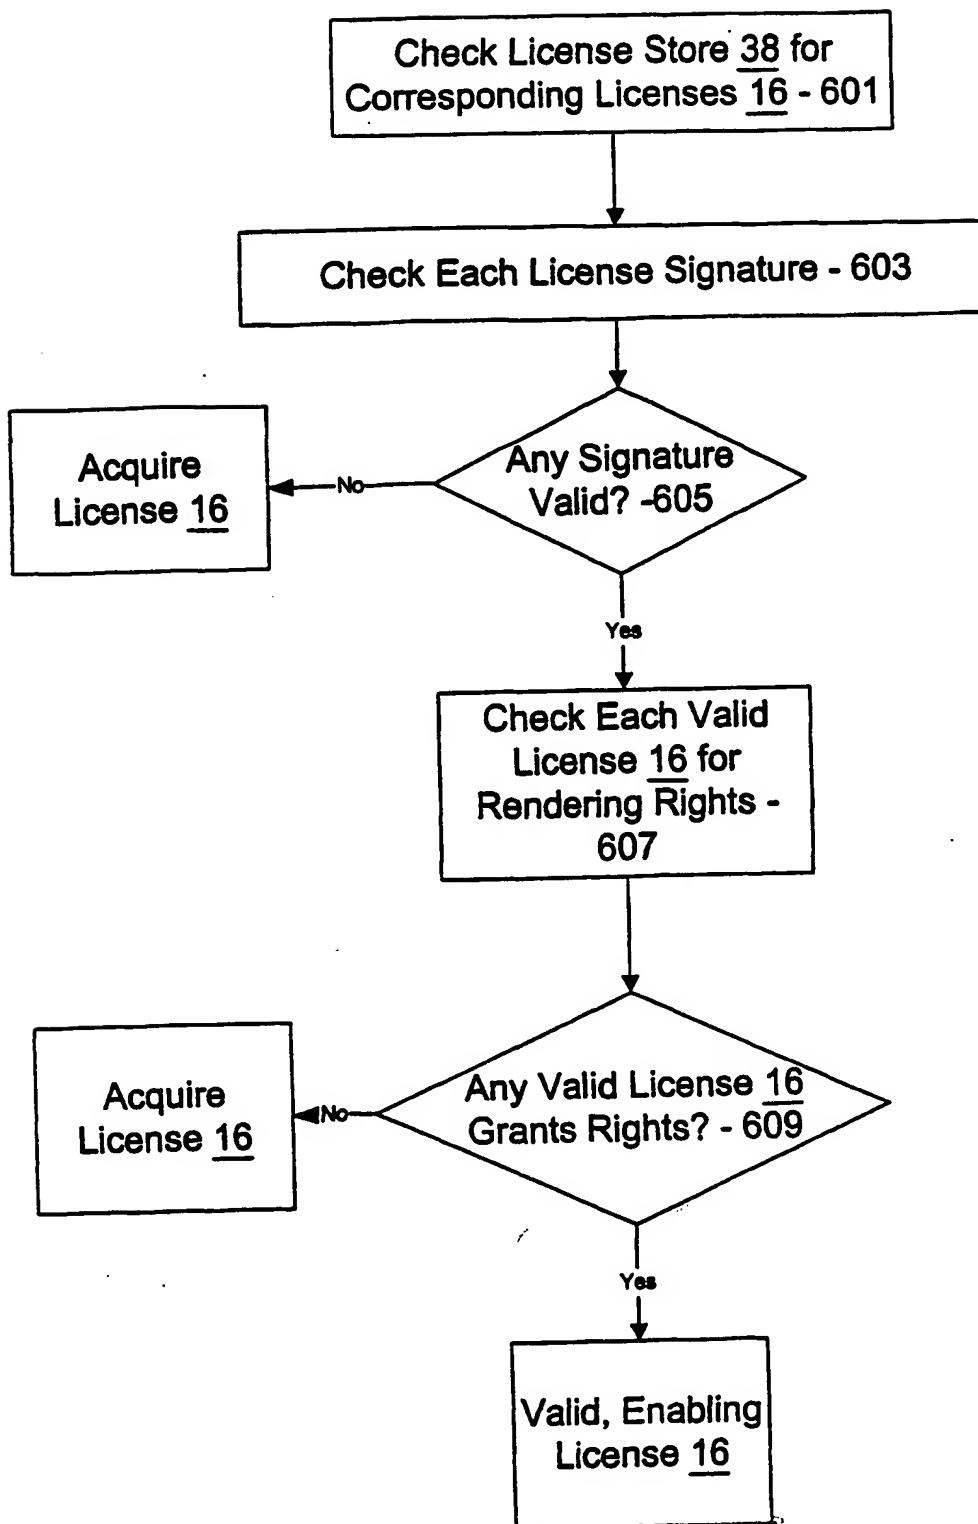 Check License Store 38 for
Corresponding Licenses 16 - 601
Check Each License Signature - 603
Any Signature
Valid? -605
No
Acquire
License 16
Yes
Check Each Valid
License 16 for
Rendering Rights -
607
Any Valid License 16
Grants Rights? - 609
No
Acquire
License 16
Yes
Valid, Enabling
License 16